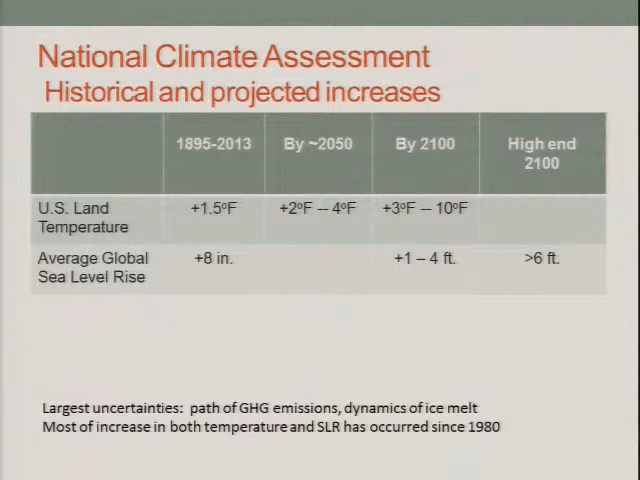 National Climate Assessment
Historical and projected increases
1895-2013 By ~2050 By 2100 High end 2100
U.S. Land Temperature +1.5ºF +2ºF -- 4ºF +3ºF -- 10ºF
Average Global Sea Level Rise +8 in. +1 – 4 ft. >6 ft.
Largest uncertainties: path of GHG emissions, dynamics of ice melt
Most of increase in both temperature and SLR has occurred since 1980